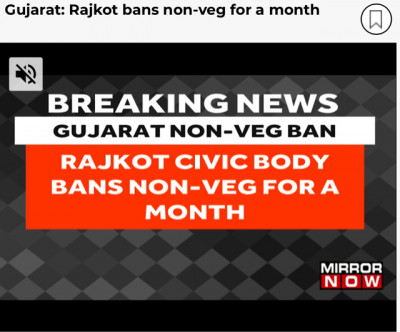 Gujarat: Rajkot bans non-veg for a month
BREAKING NEWS
GUJARAT NON-VEG BAN
RAJKOT CIVIC BODY
BANS NON-VEG FOR A
MONTH
MIRROR
NOW